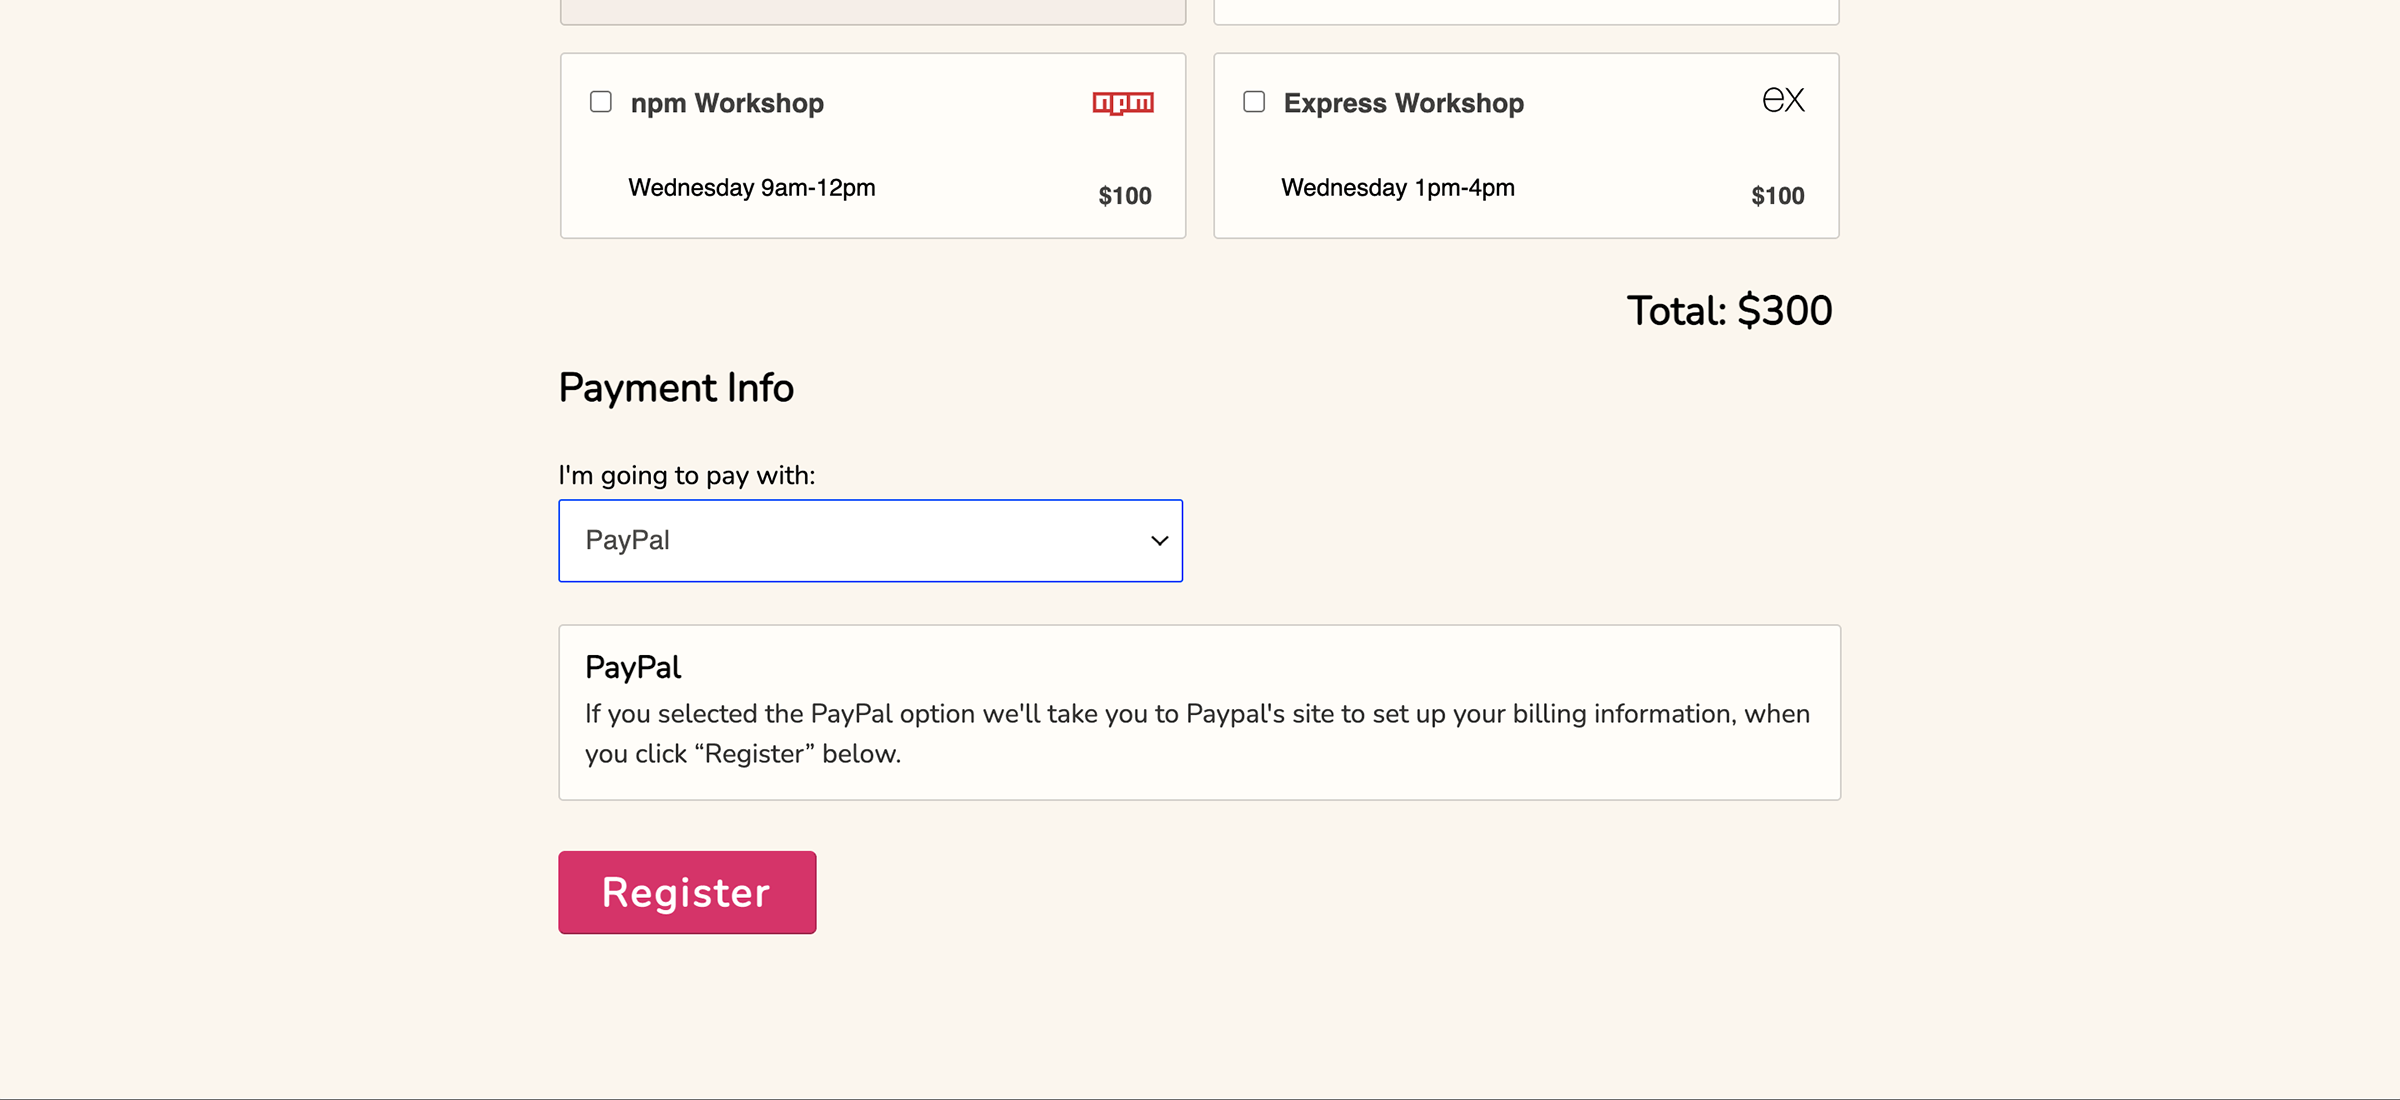 npm Workshop
npm
Wednesday 9am-12pm
$100
Express Workshop
ex
Wednesday 1pm-4pm
$100
Total: $300
Payment Info
I'm going to pay with:
PayPal
PayPal
If you selected the PayPal option we'll take you to Paypal's site to set up your billing information, when
you click “Register” below.
Register